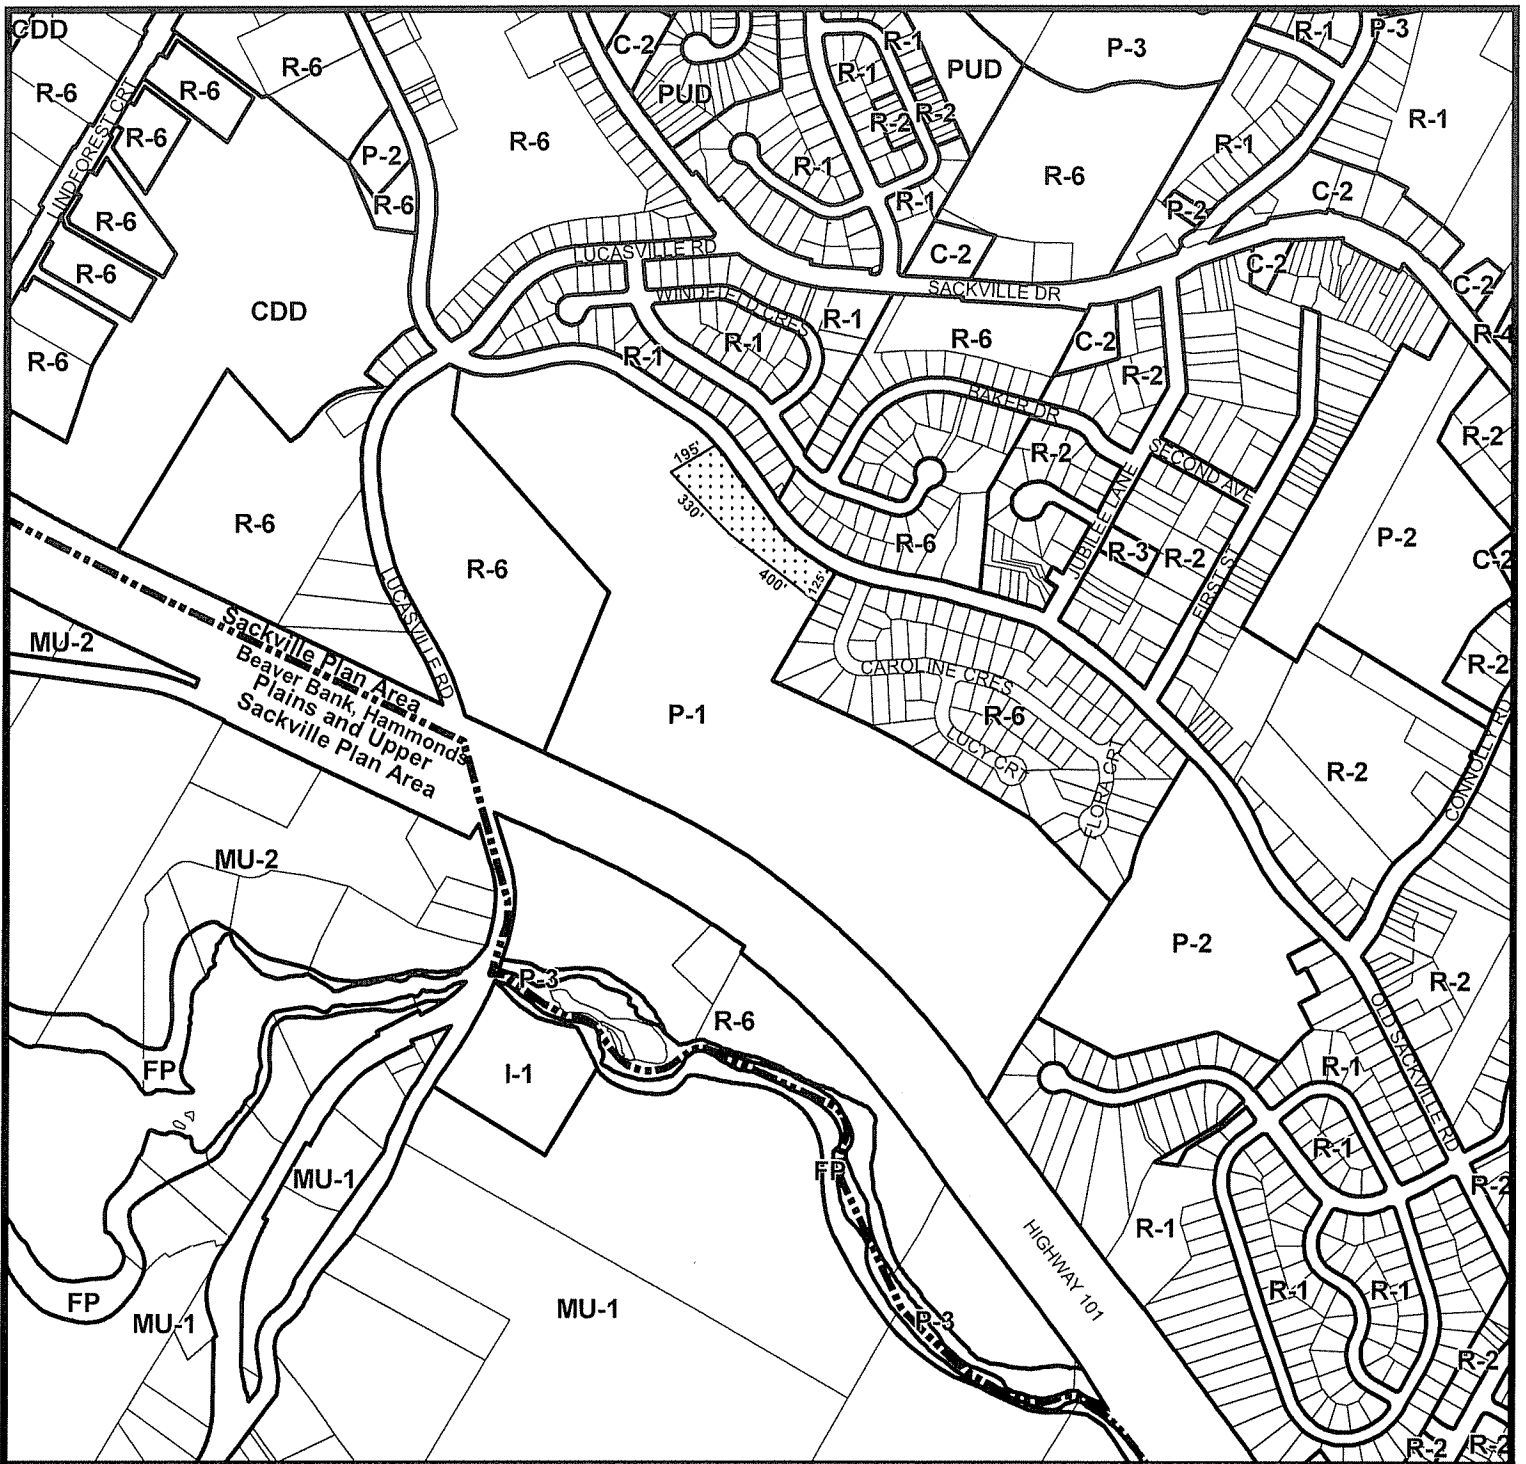 CDD
R-6
C-2
R-1
P-3
R-1
P-3
R-6
R-6
R-6
PUD
R-1
PUD
R-2
R-2
R-1
R-6
R-6
P-2
R-1
R-6
R-1
LINDFOREST CRT
R-6
R-6
R-1
P-2
C-2
LUCASVILLE RD
C-2
C-2
R-6
CDD
WINDFIELD CRES
SACKVILLE DR
C-2
R-6
R-1
R-1
R-1
R-6
C-2
R-2
R-4
BAKER DR
195'
330'
400'
125'
R-2
SECOND AVE
R-2
R-6
R-6
R-6
JUBILEE LANE
R-3
R-2
FIRST ST
P-2
C-2
LUCASVILLE RD
MU-2
Sackville Plan Area
Beaver Bank, Hammonds
Plains and Upper
Sackville Plan Area
P-1
CAROLINE CRES
R-6
LUCY CRT
FLORA CRT
R-2
R-2
CONNOLLY RD
MU-2
P-2
P-3
R-6
R-2
OLD SACKVILLE RD
FP
I-1
R-1
R-1
FP
MU-1
R-2
R-1
HIGHWAY 101
R-1
R-1
FP
MU-1
MU-1
P-3
R-2
R-2
R-2